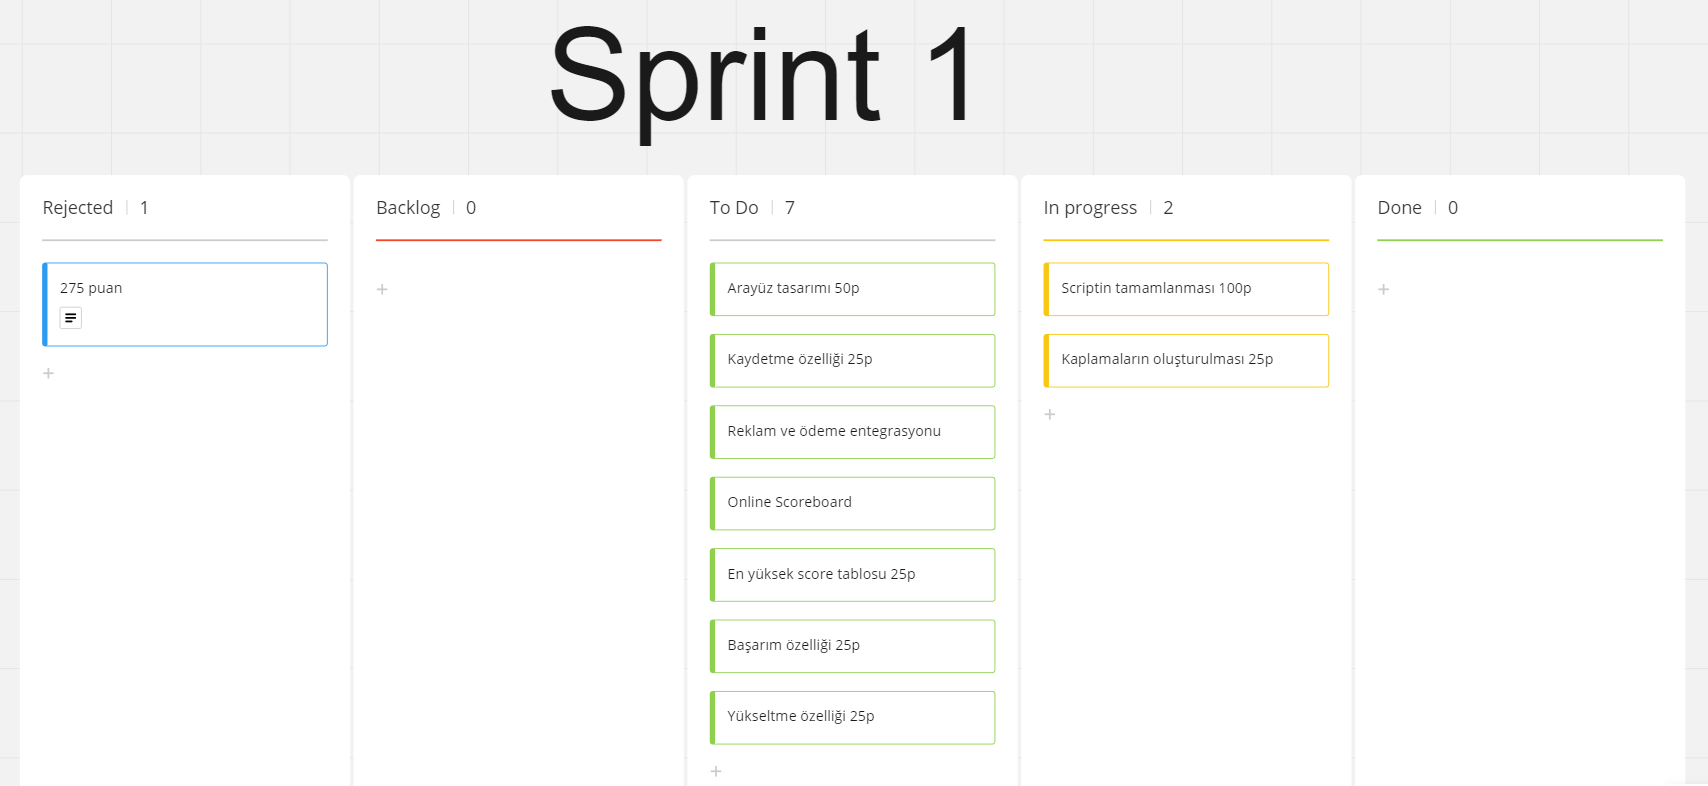 Sprint 1
Rejected 1
275 puan
Backlog 0
To Do 7
Arayüz tasarımı 50p
Kaydetme özelliği 25p
Reklam ve ödeme entegrasyonu
Online Scoreboard
En yüksek score tablosu 25p
Başarım özelliği 25p
Yükseltme özelliği 25p
In progress 2
Scriptin tamamlanması 100p
Kaplamaların oluşturulması 25p
Done 0